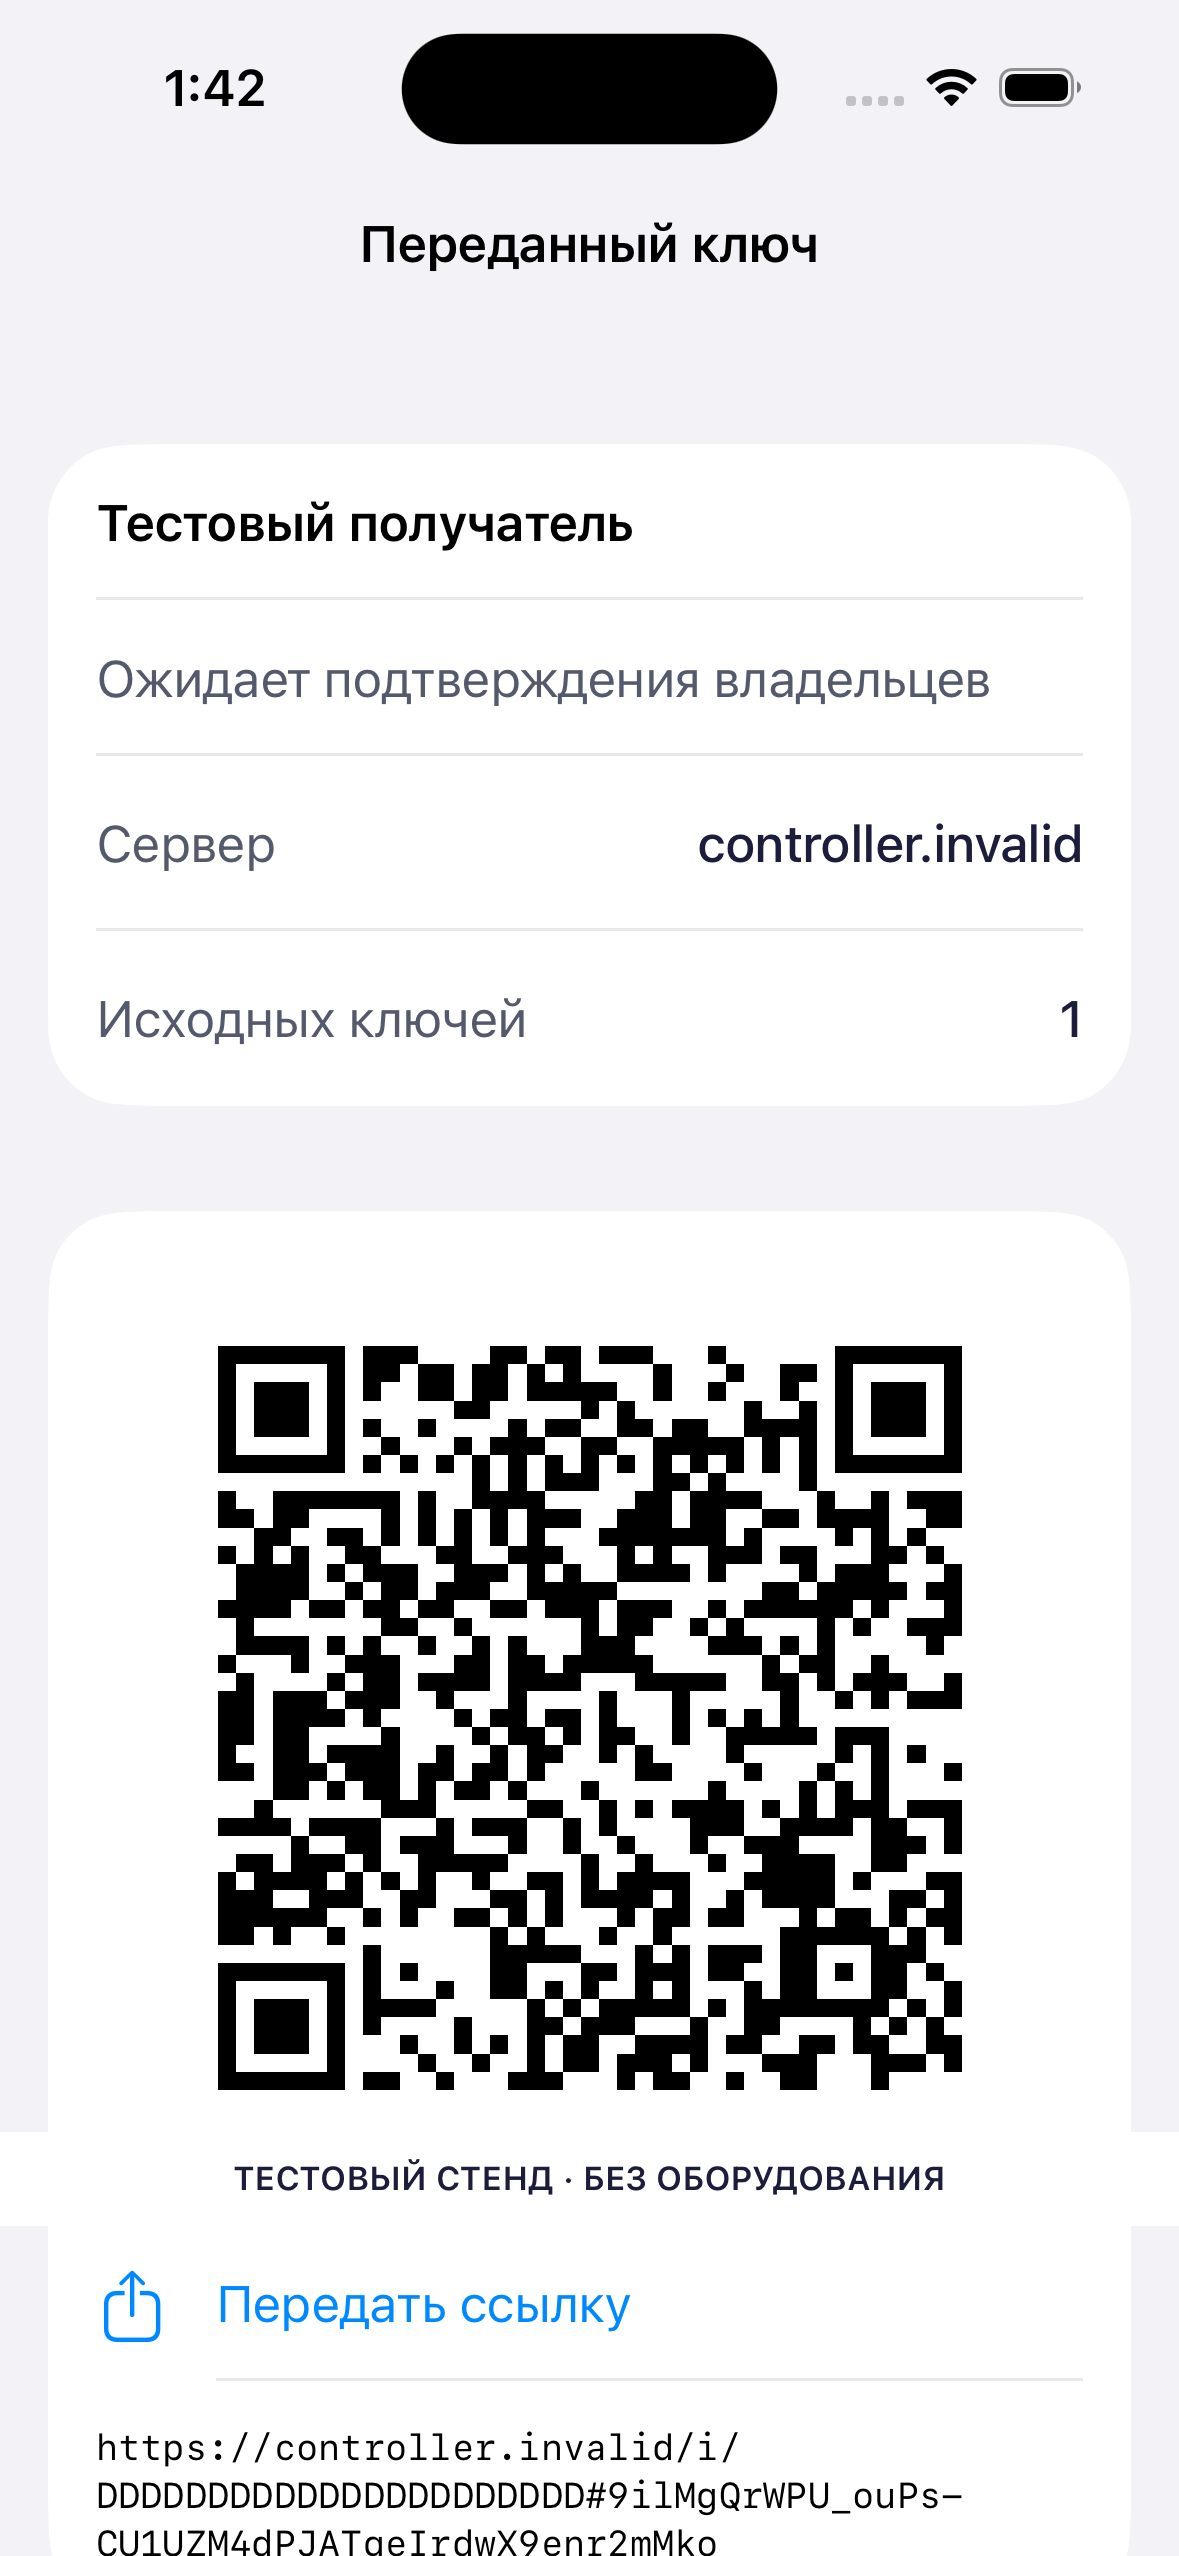 1:42
Переданный ключ
Тестовый получатель
Ожидает подтверждения владельцев
Сервер controller.invalid
Исходных ключей 1
ТЕСТОВЫЙ СТЕНД · БЕЗ ОБОРУДОВАНИЯ
Передать ссылку
https://controller.invalid/i/
DDDDDDDDDDDDDDDDDDDDDD#9ilMgQrWPU_ouPs-
CU1UZM4dPJATqeIrdwX9enr2mMko